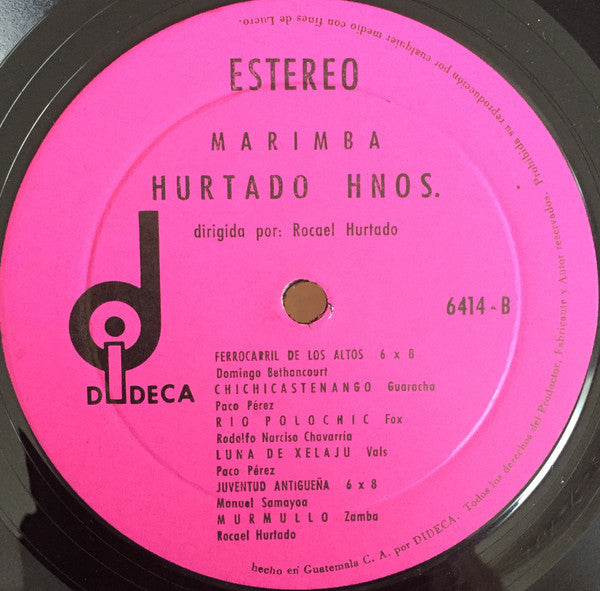 ESTEREO
MARIMBA
HURTADO HNOS.
dirigida por: Rocael Hurtado
6414-B
DIDECA
FERROCARRIL DE LOS ALTOS 6 x 8
Domingo Bethancourt
CHICHICASTENANGO Guaracha
Paco Pérez
RIO POLOCHIC Fox
Rodolfo Narciso Chavarría
LUNA DE XELAJU Vals
Paco Pérez
JUVENTUD ANTIGUEÑA 6 x 8
Manuel Samayoa
MURMULLO Zamba
Rocael Hurtado
hecho en Guatemala C. A. por DIDECA. Todos los derechos del Productor, Fabricante y Autor reservados. Prohibida su reproducción por cualquier medio con fines de Lucro.